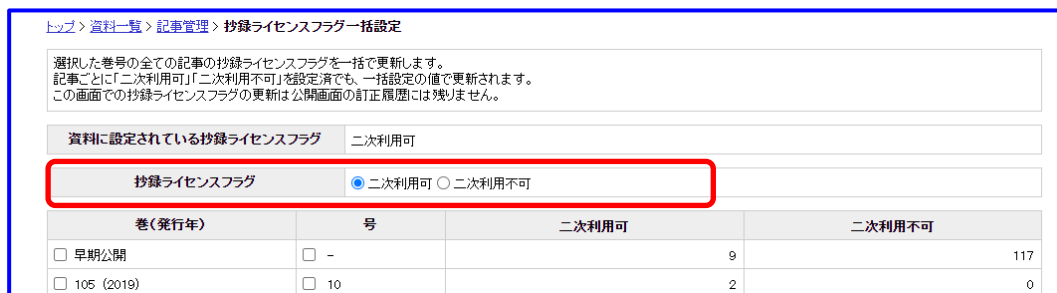 トップ > 資料一覧 > 記事管理 > 抄録ライセンスフラグ一括設定
選択した巻号の全ての記事の抄録ライセンスフラグを一括で更新します。
記事ごとに「二次利用可」「二次利用不可」を設定済でも、一括設定の値で更新されます。
この画面での抄録ライセンスフラグの更新は公開画面の訂正履歴には残りません。
資料に設定されている抄録ライセンスフラグ 二次利用可
抄録ライセンスフラグ 二次利用可 二次利用不可
巻(発行年) 号 二次利用可 二次利用不可
早期公開 - 9 117
105 (2019) 10 2 0